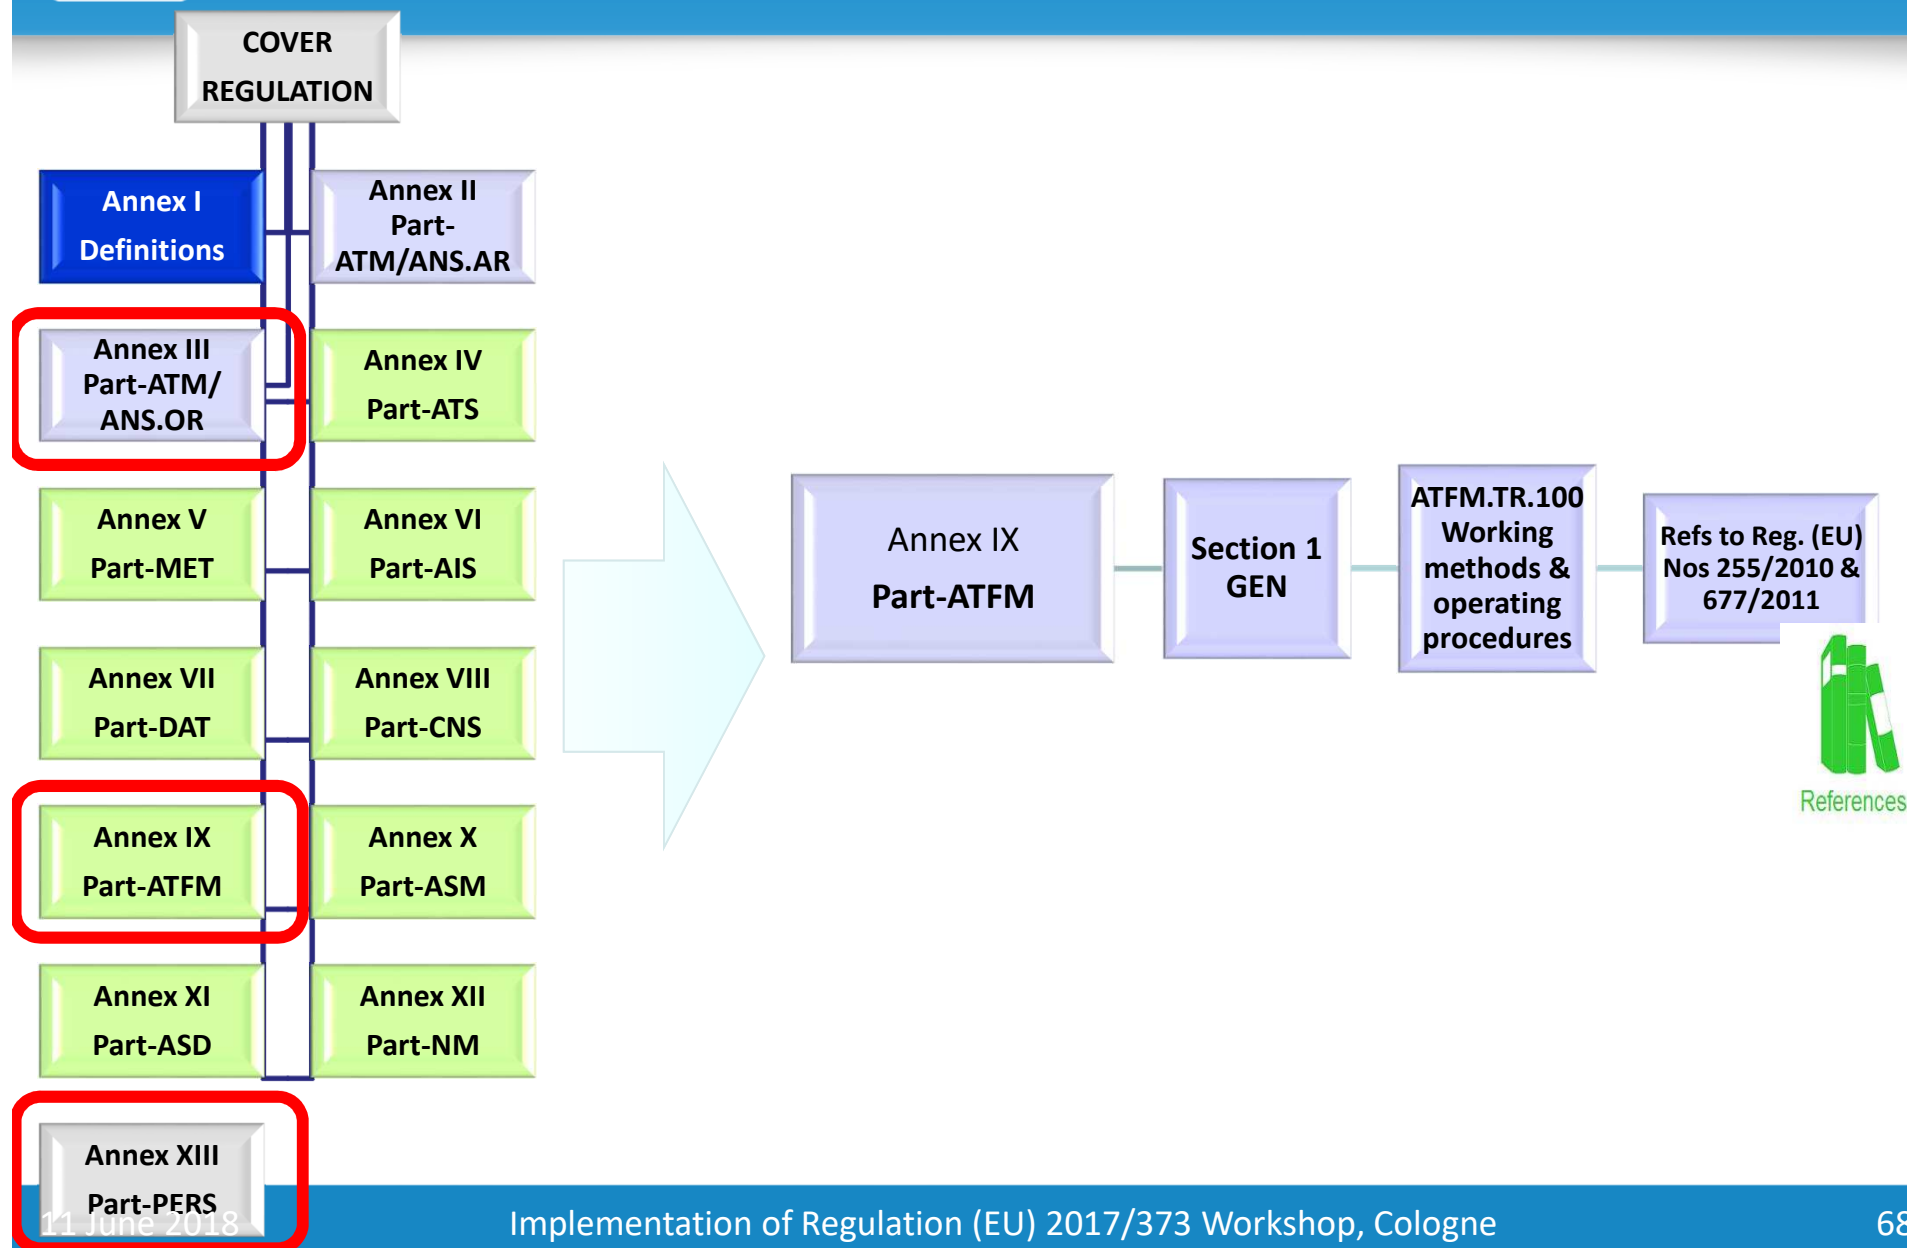 COVER
REGULATION
Annex I
Definitions
Annex II
Part-
ATM/ANS.AR
Annex III
Part-ATM/
ANS.OR
Annex IV
Part-ATS
Annex V
Part-MET
Annex VI
Part-AIS
Annex VII
Part-DAT
Annex VIII
Part-CNS
Annex IX
Part-ATFM
Annex X
Part-ASM
Annex XI
Part-ASD
Annex XII
Part-NM
Annex XIII
Part-PERS
Annex IX
Part-ATFM
Section 1
GEN
ATFM.TR.100
Working
methods &
operating
procedures
Refs to Reg. (EU)
Nos 255/2010 &
677/2011
References
11 June 2018
Implementation of Regulation (EU) 2017/373 Workshop, Cologne
68